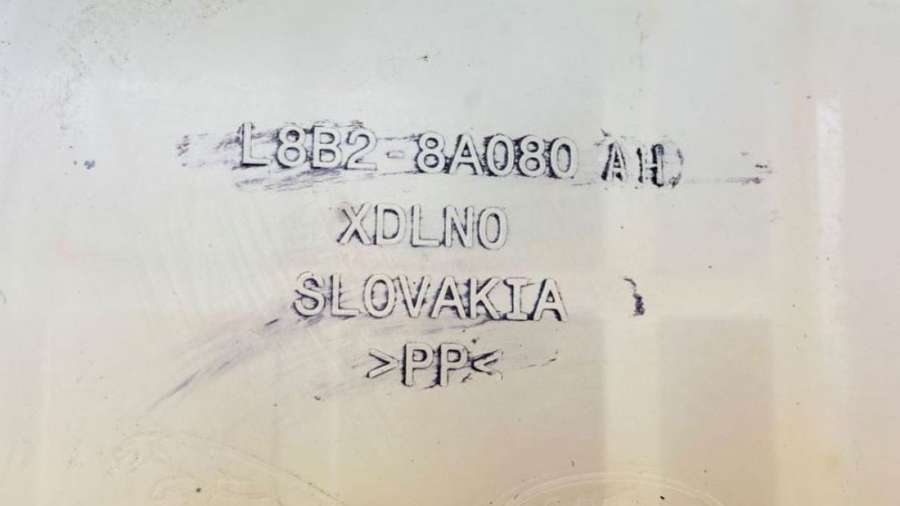 L8B2-8A080 AH
XDLNO
SLOVAKIA
>PP<